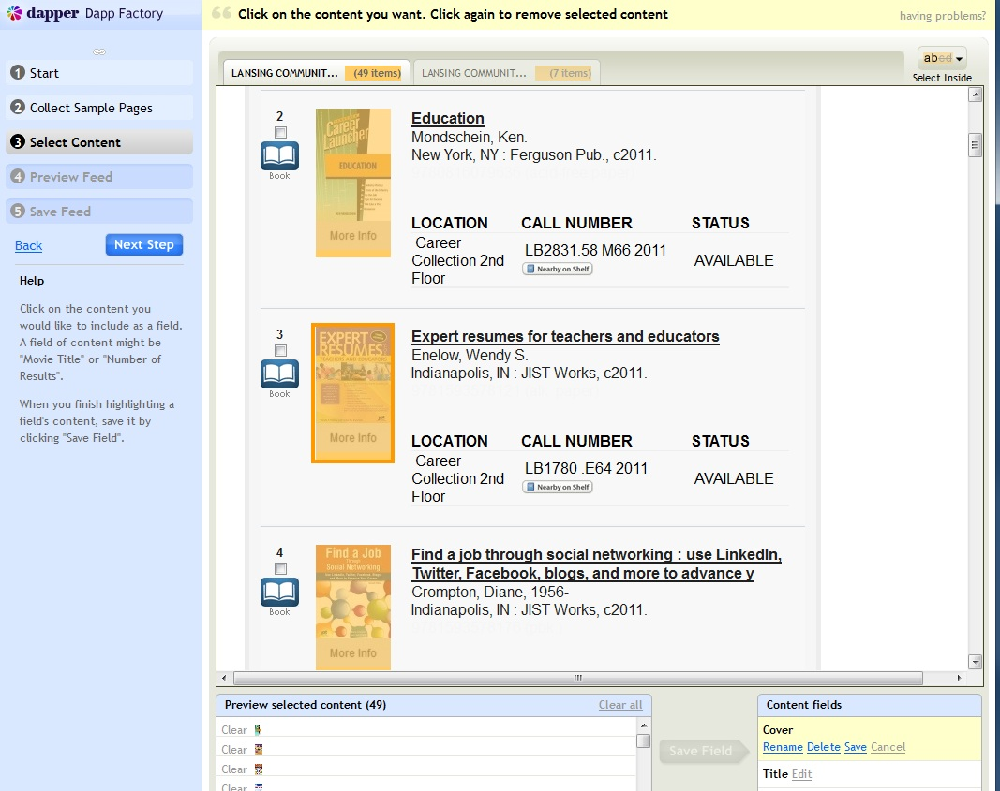 dapper Dapp Factory
Click on the content you want. Click again to remove selected content
having problems?
1 Start
2 Collect Sample Pages
3 Select Content
4 Preview Feed
5 Save Feed
Back
Next Step
Help
Click on the content you
would like to include as a field.
A field of content might be
"Movie Title" or "Number of
Results".
When you finish highlighting a
field's content, save it by
clicking "Save Field".
LANSING COMMUNIT... (49 items)
LANSING COMMUNIT... (7 items)
abcd
Select Inside
2
Book
Career
Launcher
EDUCATION
More Info
Education
Mondschein, Ken.
New York, NY : Ferguson Pub., c2011.
LOCATION CALL NUMBER STATUS
Career
Collection 2nd
Floor
LB2831.58 M66 2011
Nearby on Shelf
AVAILABLE
3
Book
EXPERT
RESUMES
TEACHERS AND EDUCATORS
More Info
Expert resumes for teachers and educators
Enelow, Wendy S.
Indianapolis, IN : JIST Works, c2011.
LOCATION CALL NUMBER STATUS
Career
Collection 2nd
Floor
LB1780 .E64 2011
Nearby on Shelf
AVAILABLE
4
Book
Find a Job
Through
Social Networking
More Info
Find a job through social networking : use LinkedIn,
Twitter, Facebook, blogs, and more to advance y
Crompton, Diane, 1956-
Indianapolis, IN : JIST Works, c2011.
Preview selected content (49)
Clear all
Clear
Clear
Clear
Clear
Save Field
Content fields
Cover
Rename Delete Save Cancel
Title Edit